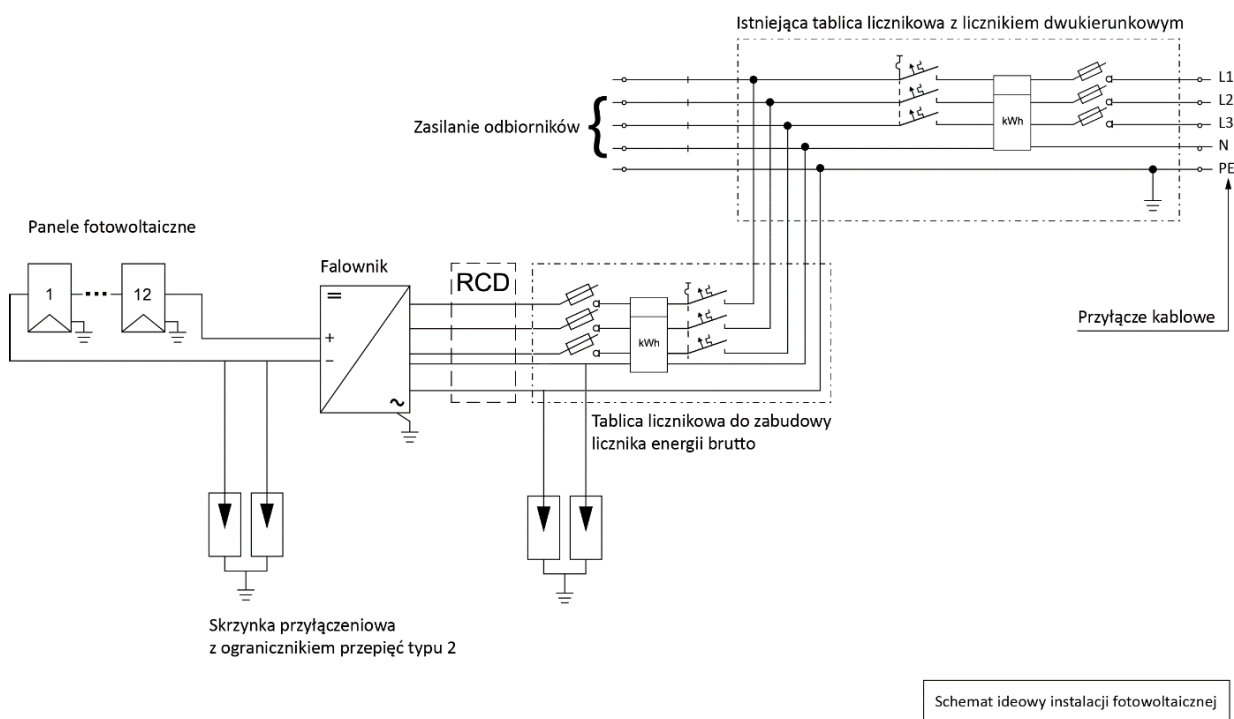 Istniejąca tablica licznikowa z licznikiem dwukierunkowym
L1
L2
L3
N
PE
kWh
Zasilanie odbiorników
Przyłącze kablowe
Panele fotowoltaiczne
1
12
Falownik
RCD
kWh
Tablica licznikowa do zabudowy
licznika energii brutto
Skrzynka przyłączeniowa
z ogranicznikiem przepięć typu 2
Schemat ideowy instalacji fotowoltaicznej